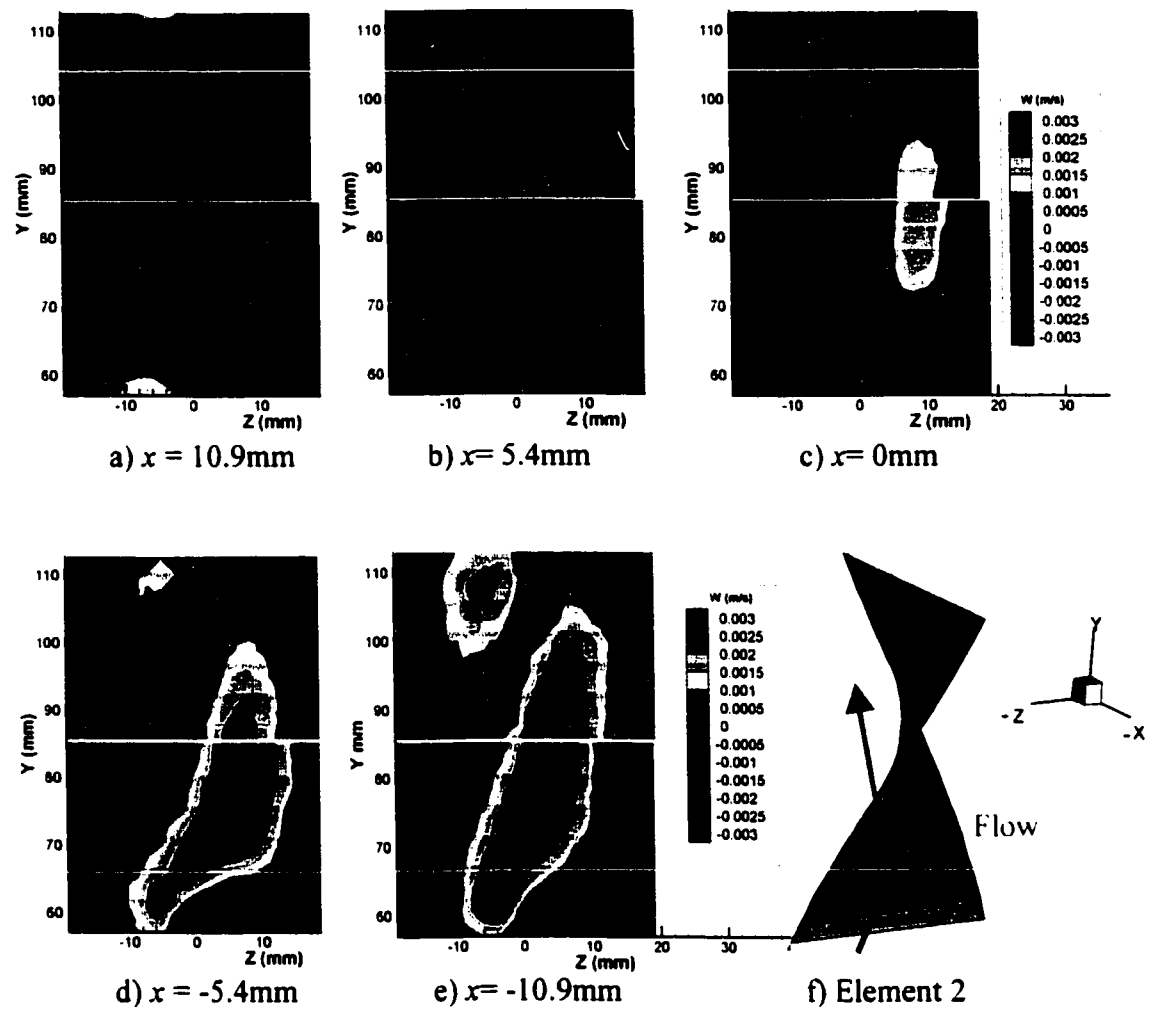 110
100
90
80
70
60
Y (mm)
-10 0 10
Z (mm)
a) x = 10.9mm
110
100
90
80
70
60
Y (mm)
-10 0 10
Z (mm)
b) x= 5.4mm
110
100
90
80
70
60
Y (mm)
-10 0 10 20 30
Z (mm)
c) x= 0mm
W (m/s)
0.003
0.0025
0.002
0.0015
0.001
0.0005
0
-0.0005
-0.001
-0.0015
-0.002
-0.0025
-0.003
110
100
90
80
70
60
Y (mm)
-10 0 10
Z (mm)
d) x = -5.4mm
110
100
90
80
70
60
Y mm
-10 0 10 20 30
Z (mm)
e) x= -10.9mm
W (m/s)
0.003
0.0025
0.002
0.0015
0.001
0.0005
0
-0.0005
-0.001
-0.0015
-0.002
-0.0025
-0.003
Y
-Z
-X
Flow
f) Element 2